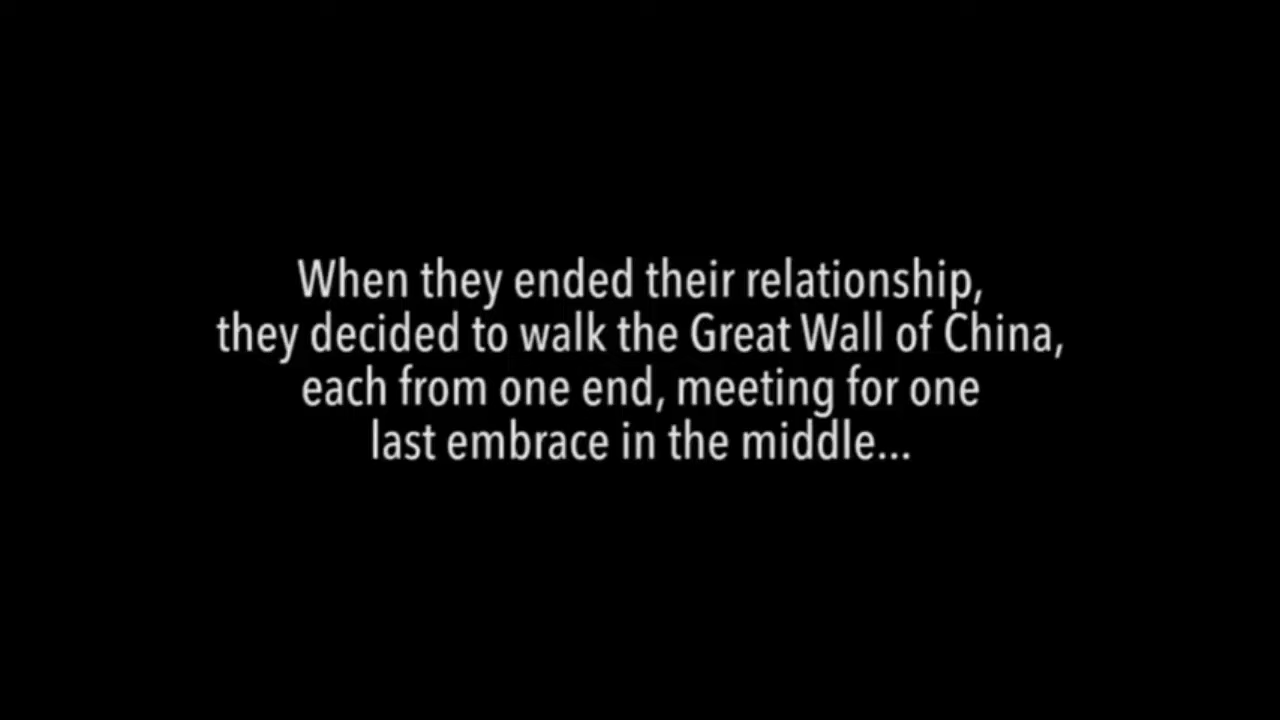 When they ended their relationship,
they decided to walk the Great Wall of China,
each from one end, meeting for one
last embrace in the middle...